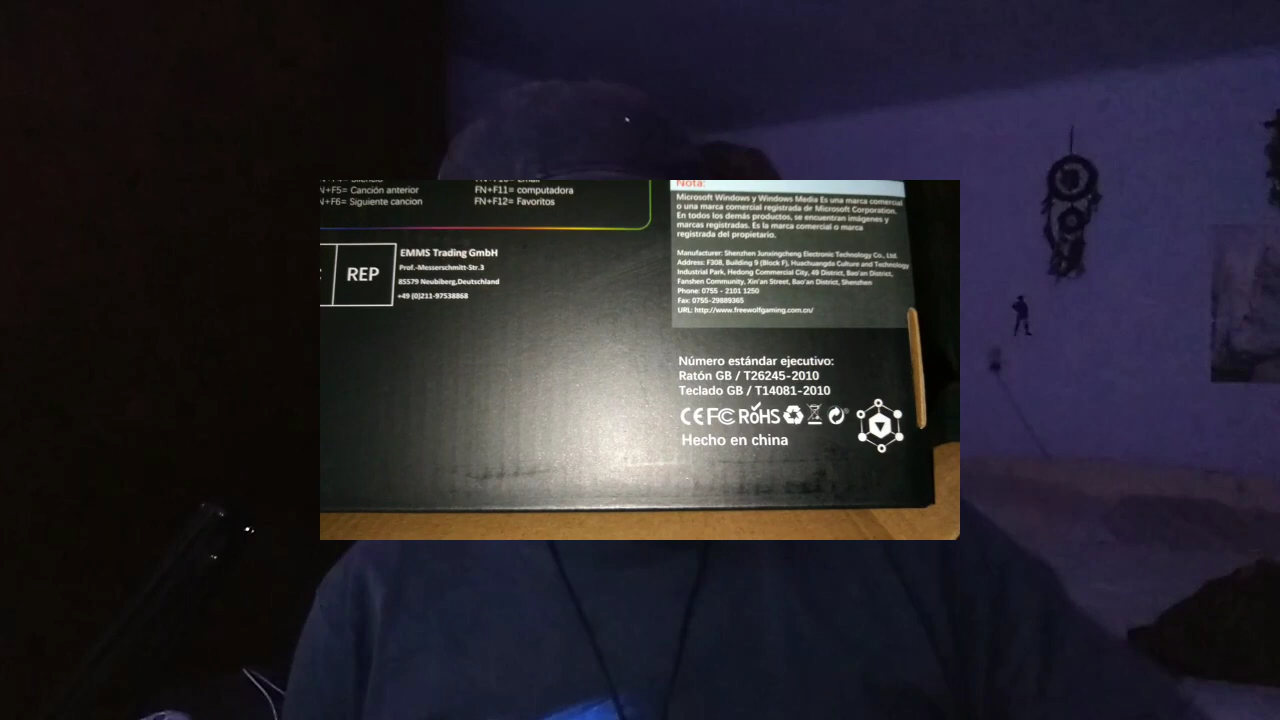 FN+F5= Canción anterior
FN+F6= Siguiente cancion
FN+F11= computadora
FN+F12= Favoritos
REP
EMMS Trading GmbH
Prof.-Messerschmitt-Str.3
85579 Neubiberg,Deutschland
+49 (0)211-97538868
Nota:
Microsoft Windows y Windows Media Es una marca comercial
o una marca comercial registrada de Microsoft Corporation.
En todos los demás productos, se encuentran imágenes y
marcas registradas. Es la marca comercial o marca
registrada del propietario.
Manufacturer: Shenzhen Junxingcheng Electronic Technology Co., Ltd.
Address: F308, Building 9 (Block F), Huachuangda Culture and Technology
Industrial Park, Hedong Commercial City, 49 District, Bao'an District,
Fanshen Community, Xin'an Street, Bao'an District, Shenzhen
Phone: 0755 - 2101 1250
Fax: 0755-29889365
URL: http://www.freewolfgaming.com.cn/
Número estándar ejecutivo:
Ratón GB / T26245-2010
Teclado GB / T14081-2010
CE FC RoHS
Hecho en china